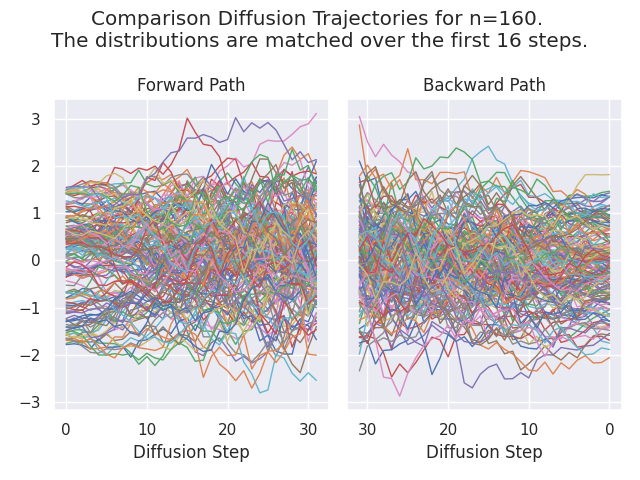 Comparison Diffusion Trajectories for n=160.
The distributions are matched over the first 16 steps.
Forward Path
Backward Path
3
2
1
0
−1
−2
−3
0 10 20 30
30 20 10 0
Diffusion Step
Diffusion Step